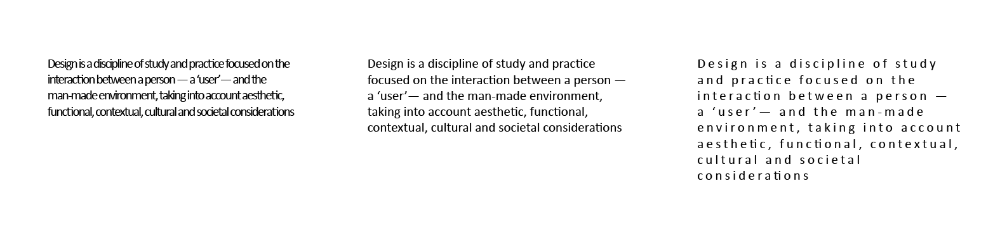 Design is a discipline of study and practice focused on the
interaction between a person — a ‘user’— and the
man-made environment, taking into account aesthetic,
functional, contextual, cultural and societal considerations
Design is a discipline of study and practice
focused on the interaction between a person —
a ‘user’— and the man-made environment,
taking into account aesthetic, functional,
contextual, cultural and societal considerations
Design is a discipline of study
and practice focused on the
interaction between a person —
a ‘user’— and the man-made
environment, taking into account
aesthetic, functional, contextual,
cultural and societal
considerations